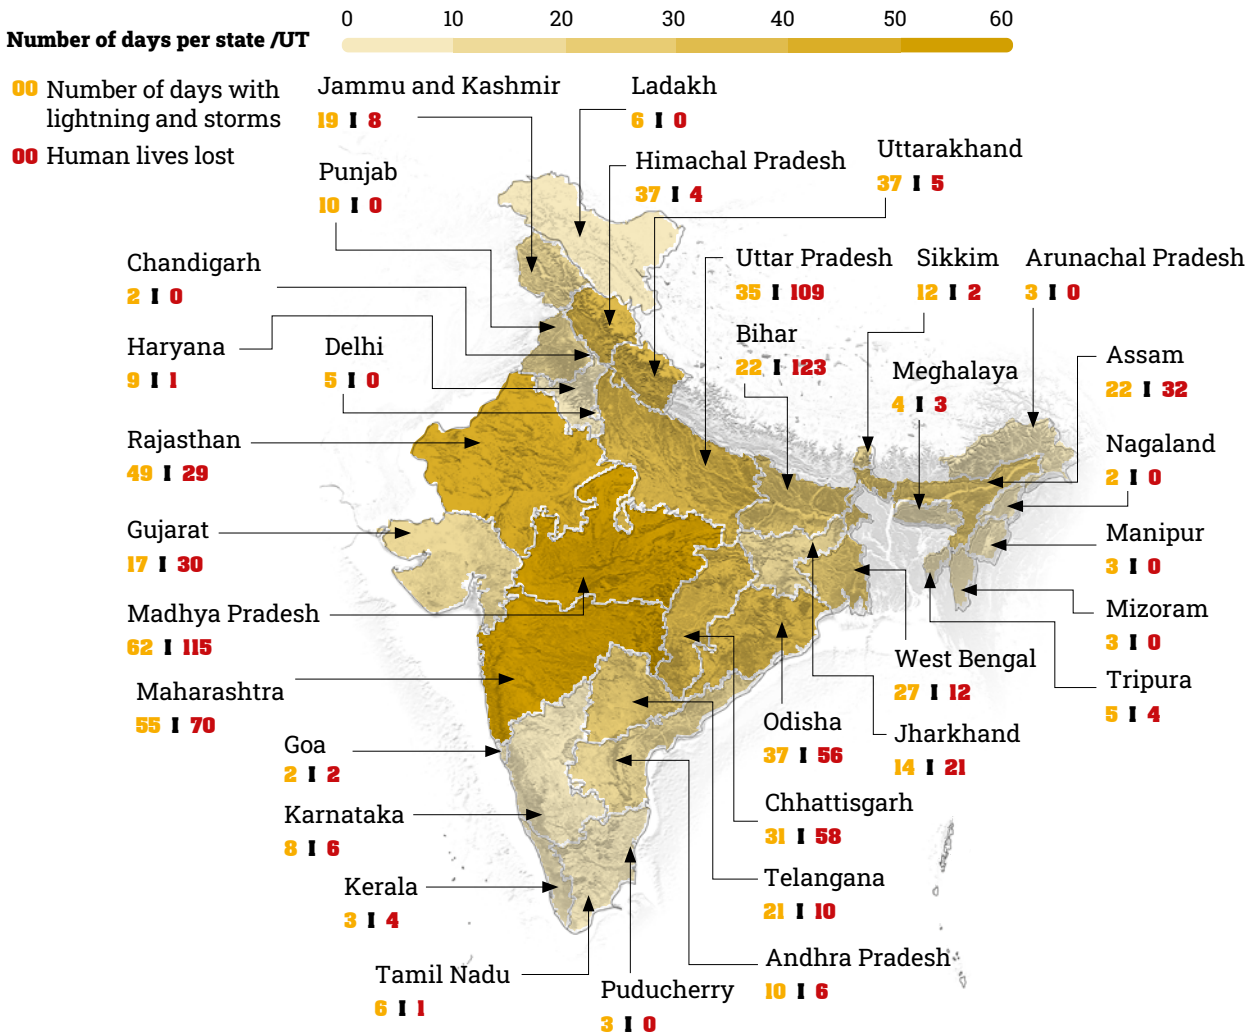 0 10 20 30 40 50 60
Number of days per state /UT
00 Number of days with
lightning and storms
00 Human lives lost
Jammu and Kashmir
19 I 8
Ladakh
6 I 0
Punjab
10 I 0
Himachal Pradesh
37 I 4
Uttarakhand
37 I 5
Chandigarh
2 I 0
Uttar Pradesh
35 I 109
Sikkim
12 I 2
Arunachal Pradesh
3 I 0
Haryana
9 I 1
Delhi
5 I 0
Bihar
22 I 123
Meghalaya
4 I 3
Assam
22 I 32
Rajasthan
49 I 29
Nagaland
2 I 0
Gujarat
17 I 30
Manipur
3 I 0
Madhya Pradesh
62 I 115
Mizoram
3 I 0
Maharashtra
55 I 70
West Bengal
27 I 12
Tripura
5 I 4
Goa
2 I 2
Odisha
37 I 56
Jharkhand
14 I 21
Karnataka
8 I 6
Chhattisgarh
31 I 58
Kerala
3 I 4
Telangana
21 I 10
Tamil Nadu
6 I 1
Puducherry
3 I 0
Andhra Pradesh
10 I 6